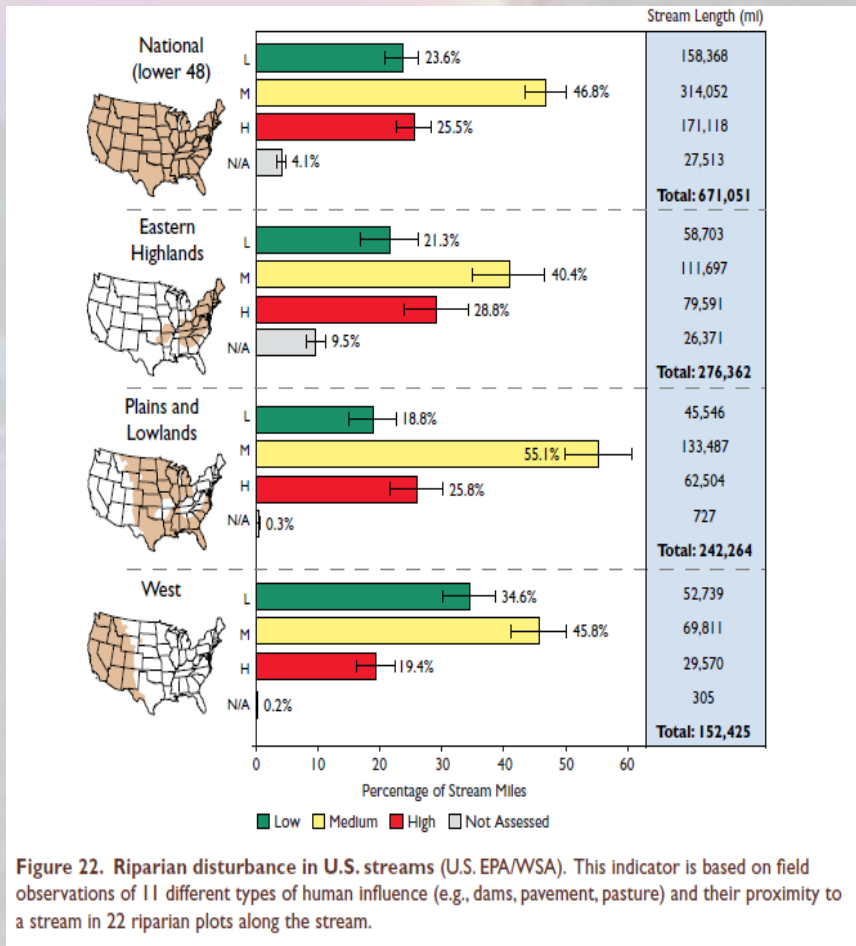 Stream Length (mi)
National
(lower 48)
L
23.6%
158,368
M
46.8%
314,052
H
25.5%
171,118
N/A
4.1%
27,513
Total: 671,051
Eastern
Highlands
L
21.3%
58,703
M
40.4%
111,697
H
28.8%
79,591
N/A
9.5%
26,371
Total: 276,362
Plains and
Lowlands
L
18.8%
45,546
M
55.1%
133,487
H
25.8%
62,504
N/A
0.3%
727
Total: 242,264
West
L
34.6%
52,739
M
45.8%
69,811
H
19.4%
29,570
N/A
0.2%
305
Total: 152,425
0 10 20 30 40 50 60
Percentage of Stream Miles
Low Medium High Not Assessed
Figure 22. Riparian disturbance in U.S. streams (U.S. EPA/WSA). This indicator is based on field
observations of 11 different types of human influence (e.g., dams, pavement, pasture) and their proximity to
a stream in 22 riparian plots along the stream.